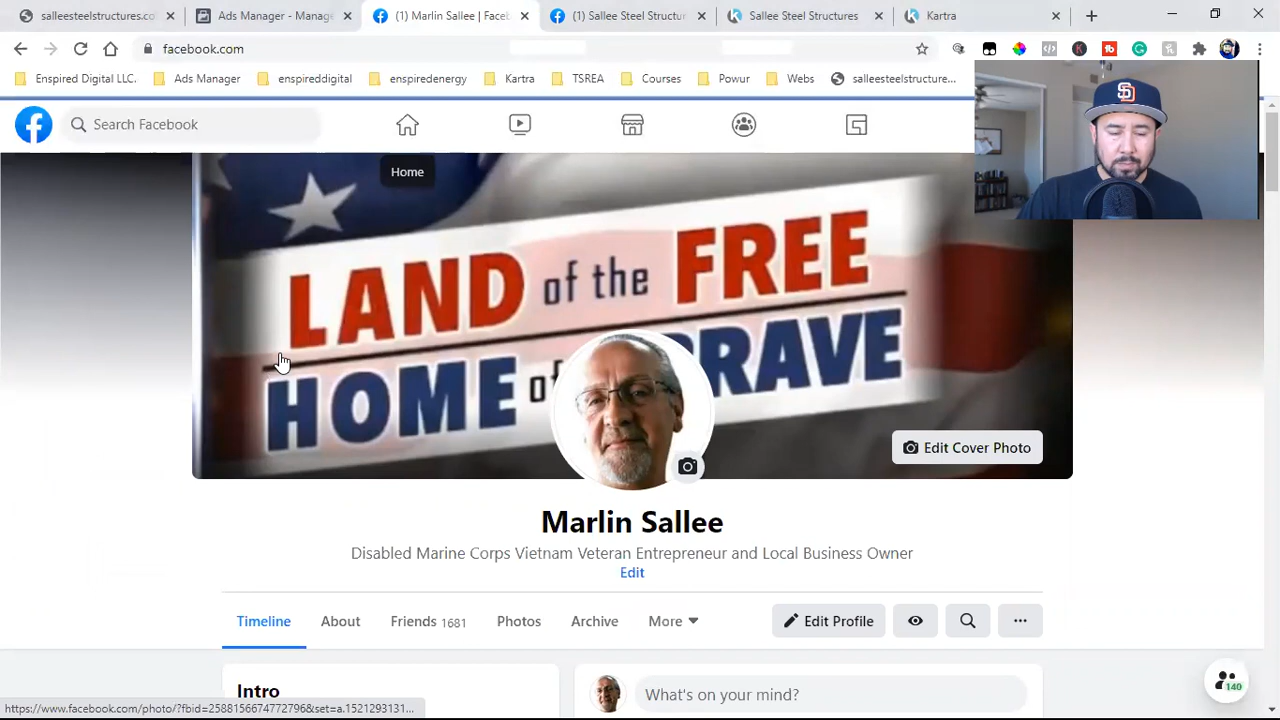 salleesteelstructures.co
Ads Manager - Manage
(1) Marlin Sallee | Faceb
(1) Sallee Steel Structur
Sallee Steel Structures
Kartra
facebook.com
Enspired Digital LLC.
Ads Manager
enspireddigital
enspiredenergy
Kartra
TSREA
Courses
Powur
Webs
salleesteelstructure...
Search Facebook
Home
SD
LAND of the FREE
HOME of BRAVE
Edit Cover Photo
Marlin Sallee
Disabled Marine Corps Vietnam Veteran Entrepreneur and Local Business Owner
Edit
Timeline
About
Friends 1681
Photos
Archive
More
Edit Profile
Intro
What's on your mind?
140
https://www.facebook.com/photo/?fbid=2588156674772796&set=a.1521293131...